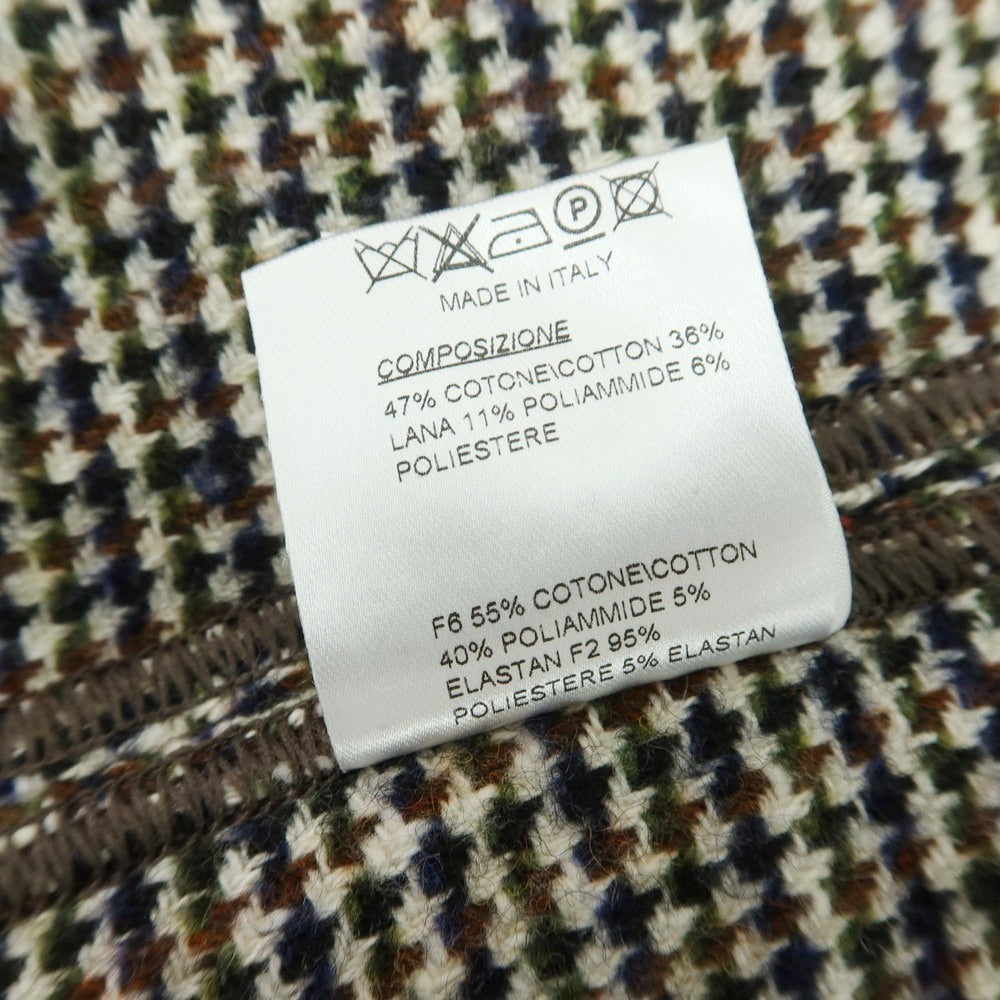 P
MADE IN ITALY
COMPOSIZIONE
47% COTONE\COTTON 36%
LANA 11% POLIAMMIDE 6%
POLIESTERE
F6 55% COTONE\COTTON
40% POLIAMMIDE 5%
ELASTAN F2 95%
POLIESTERE 5% ELASTAN